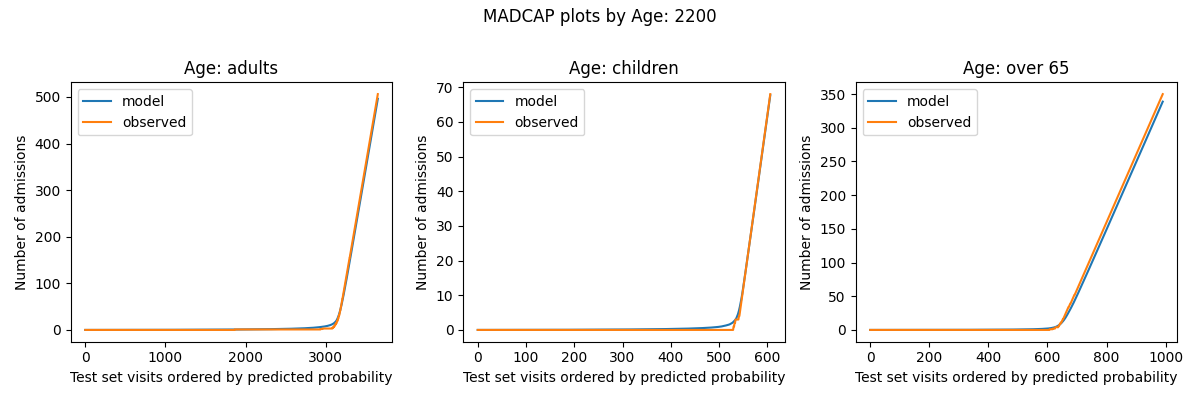 MADCAP plots by Age: 2200
Age: adults
model
observed
Number of admissions
500
400
300
200
100
0
0 1000 2000 3000
Test set visits ordered by predicted probability
Age: children
model
observed
Number of admissions
70
60
50
40
30
20
10
0
0 100 200 300 400 500 600
Test set visits ordered by predicted probability
Age: over 65
model
observed
Number of admissions
350
300
250
200
150
100
50
0
0 200 400 600 800 1000
Test set visits ordered by predicted probability